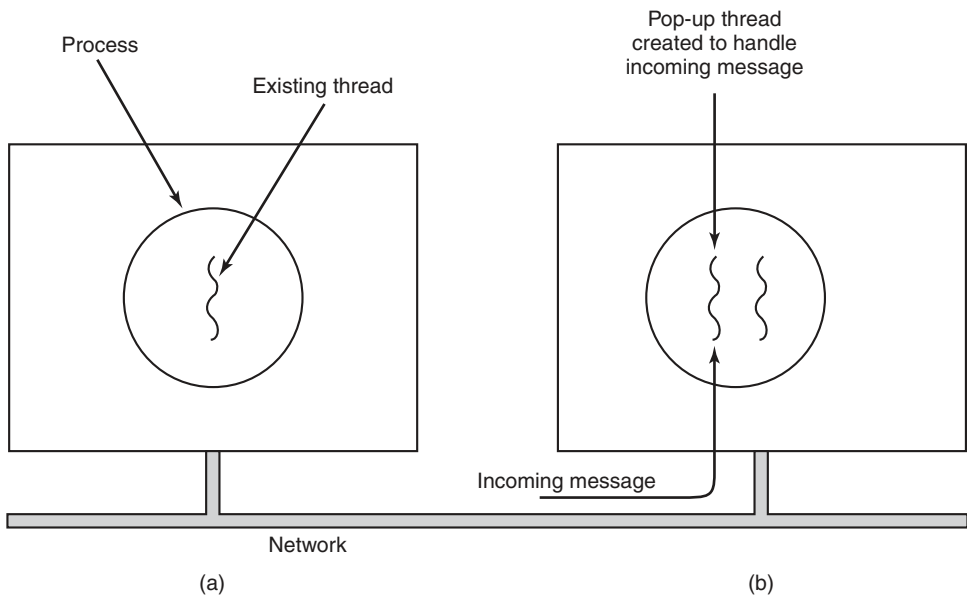 Process
Existing thread
Pop-up thread
created to handle
incoming message
Incoming message
Network
(a)
(b)